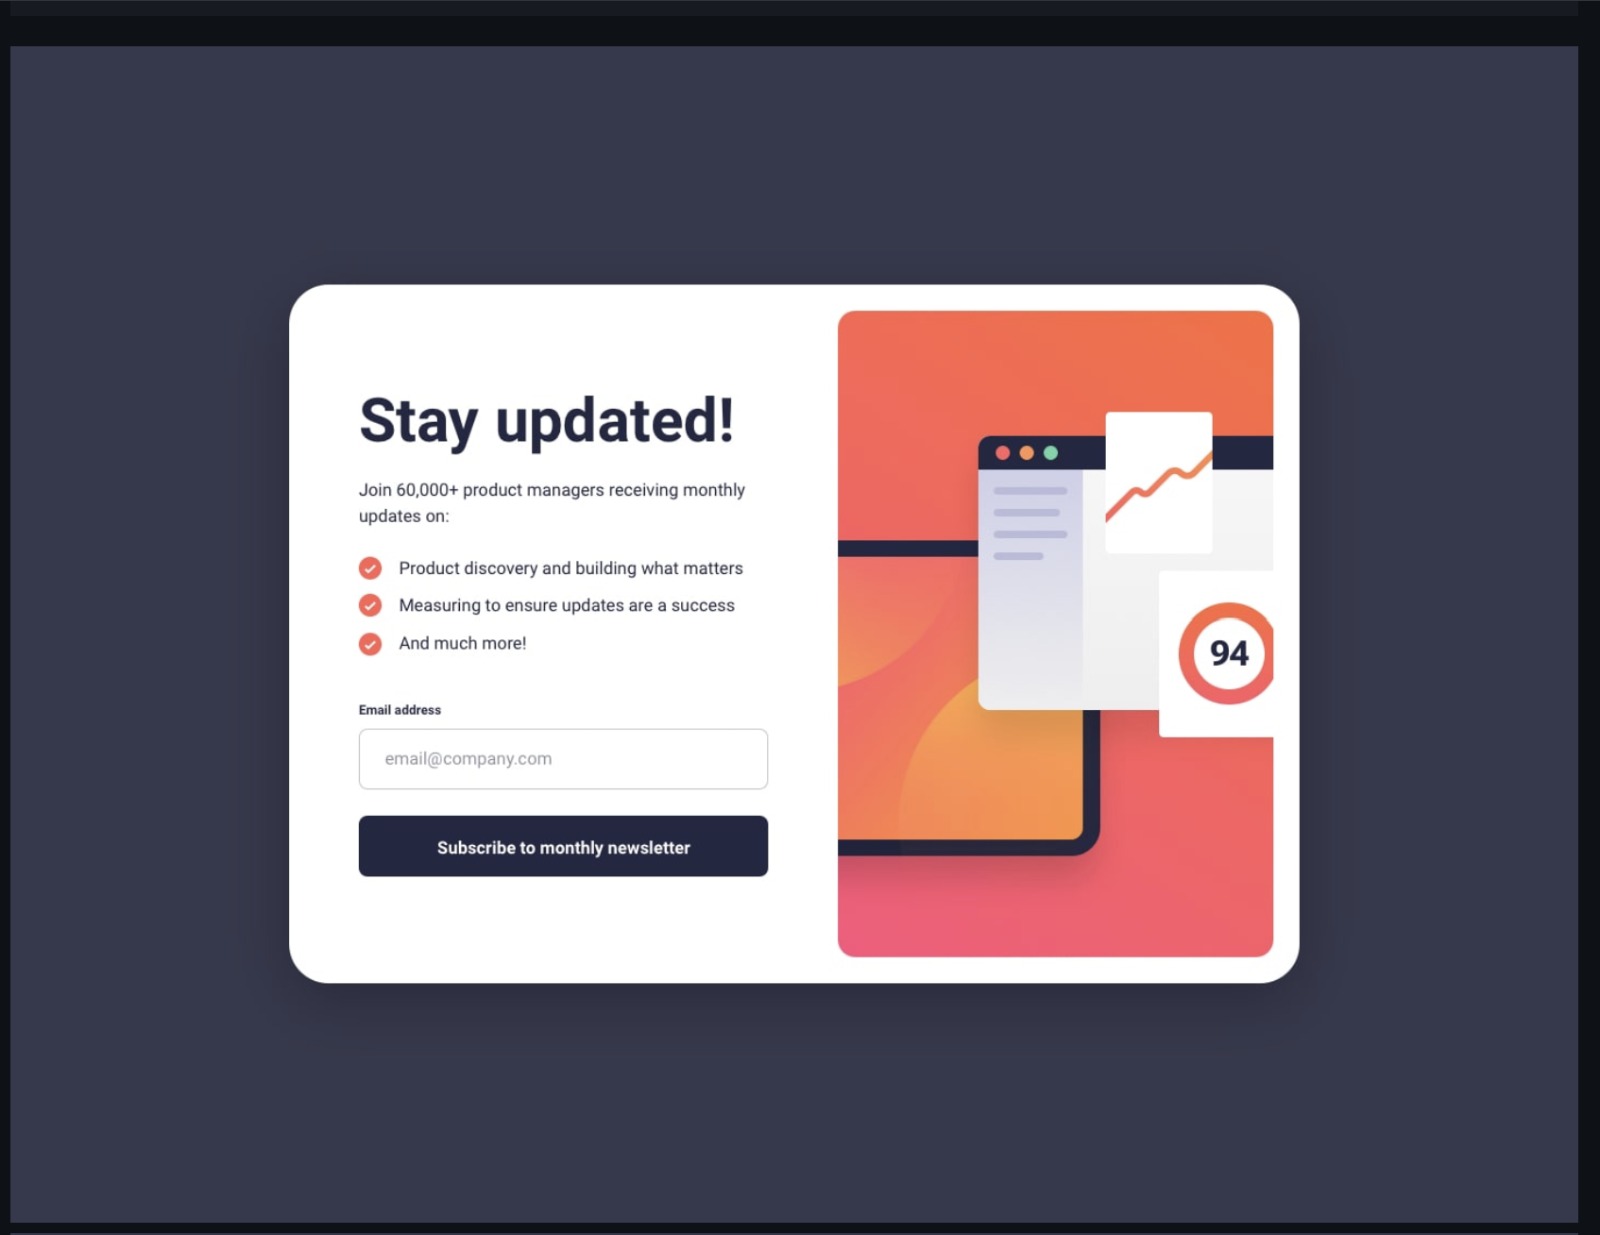 Stay updated!
Join 60,000+ product managers receiving monthly
updates on:
Product discovery and building what matters
Measuring to ensure updates are a success
And much more!
Email address
email@company.com
Subscribe to monthly newsletter
94